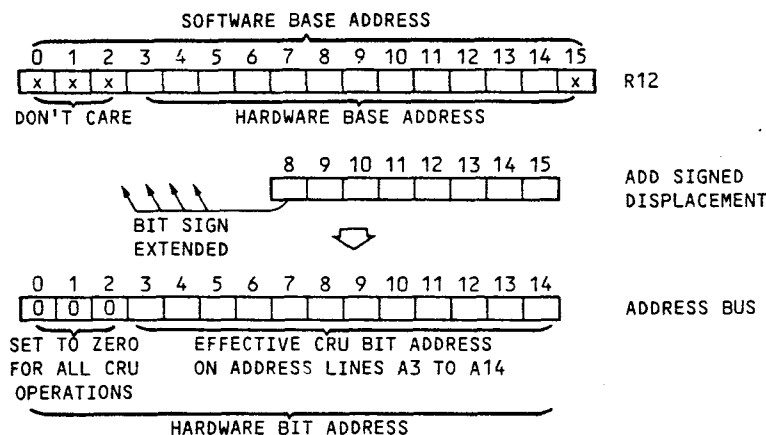 SOFTWARE BASE ADDRESS
0 1 2 3 4 5 6 7 8 9 10 11 12 13 14 15
x x x x R12
DON'T CARE HARDWARE BASE ADDRESS
8 9 10 11 12 13 14 15
ADD SIGNED
DISPLACEMENT
BIT SIGN
EXTENDED
0 1 2 3 4 5 6 7 8 9 10 11 12 13 14
0 0 0 ADDRESS BUS
SET TO ZERO
FOR ALL CRU
OPERATIONS
EFFECTIVE CRU BIT ADDRESS
ON ADDRESS LINES A3 TO A14
HARDWARE BIT ADDRESS